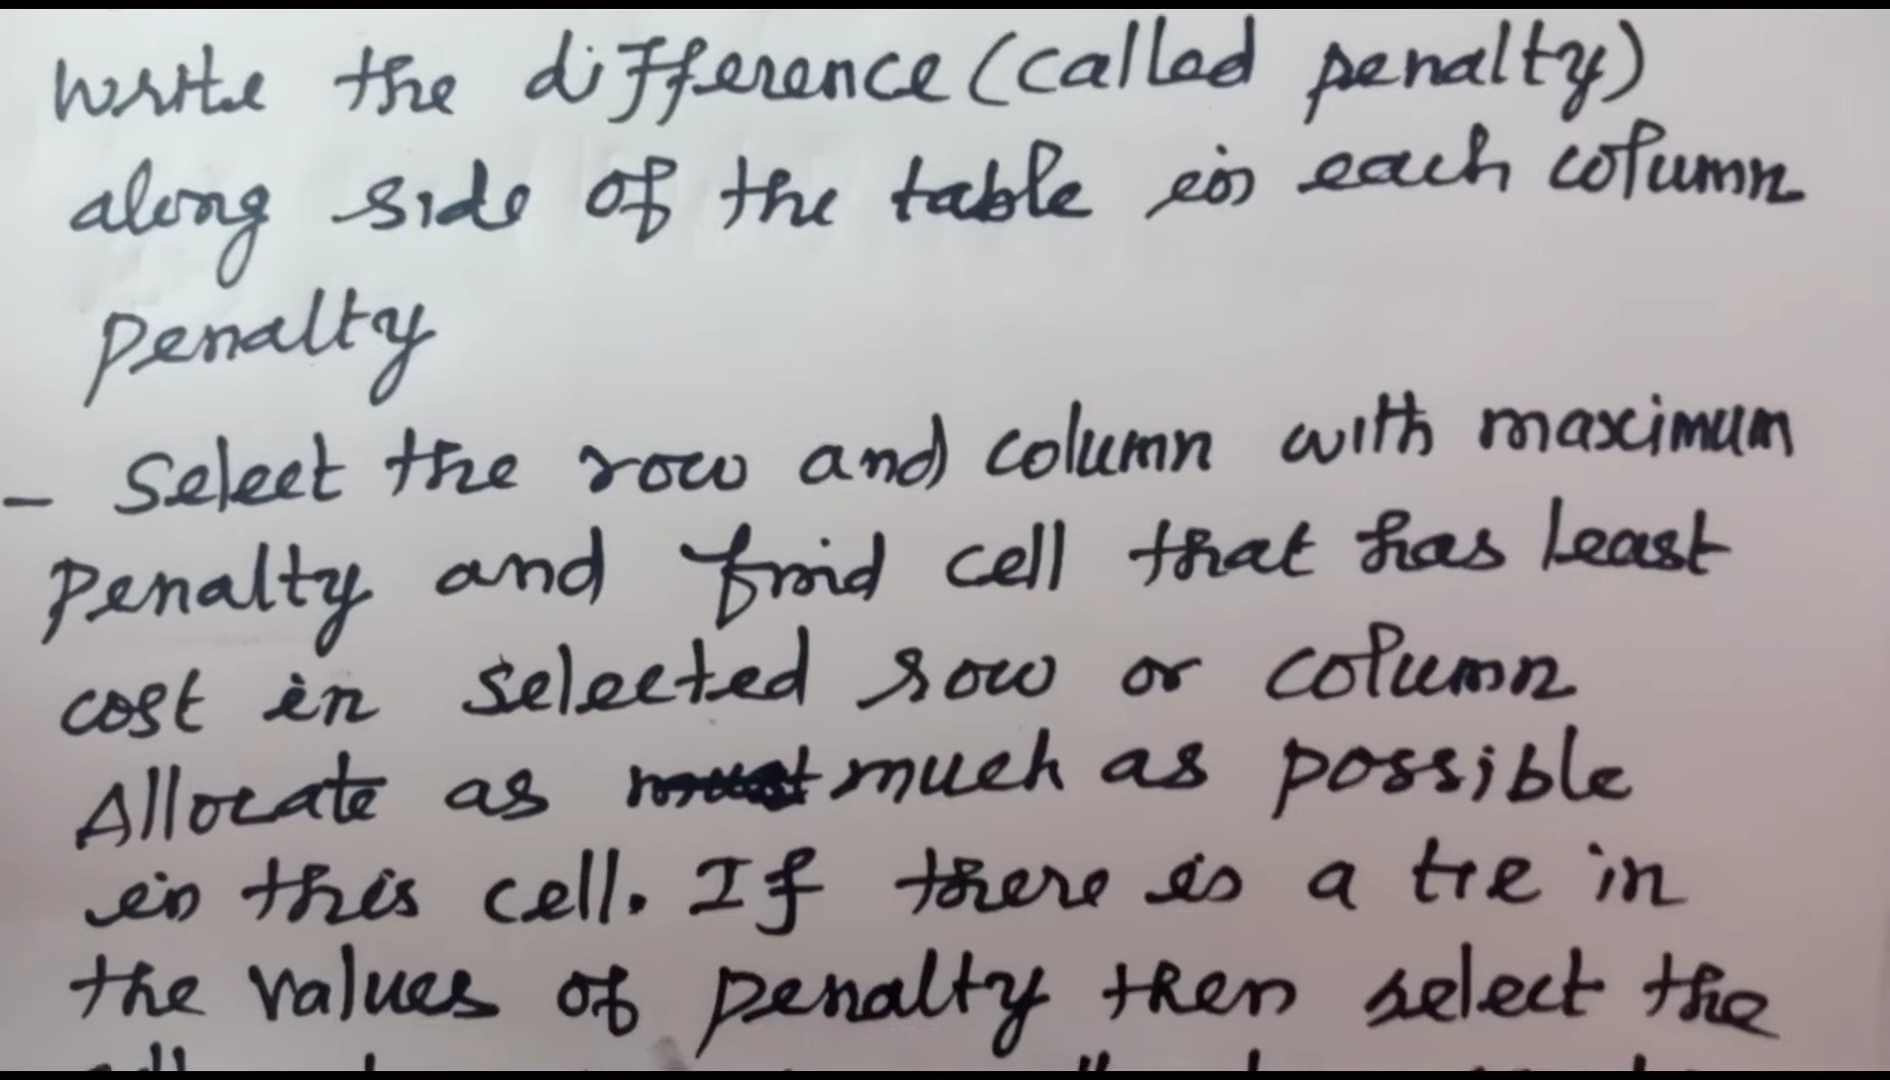 Write the difference (called penalty)
along side of the table in each column
Penalty
- Select the row and column with maximum
Penalty and find cell that has least
cost in selected row or column
Allocate as much as possible
in this cell. If there is a tie in
the values of penalty then select the